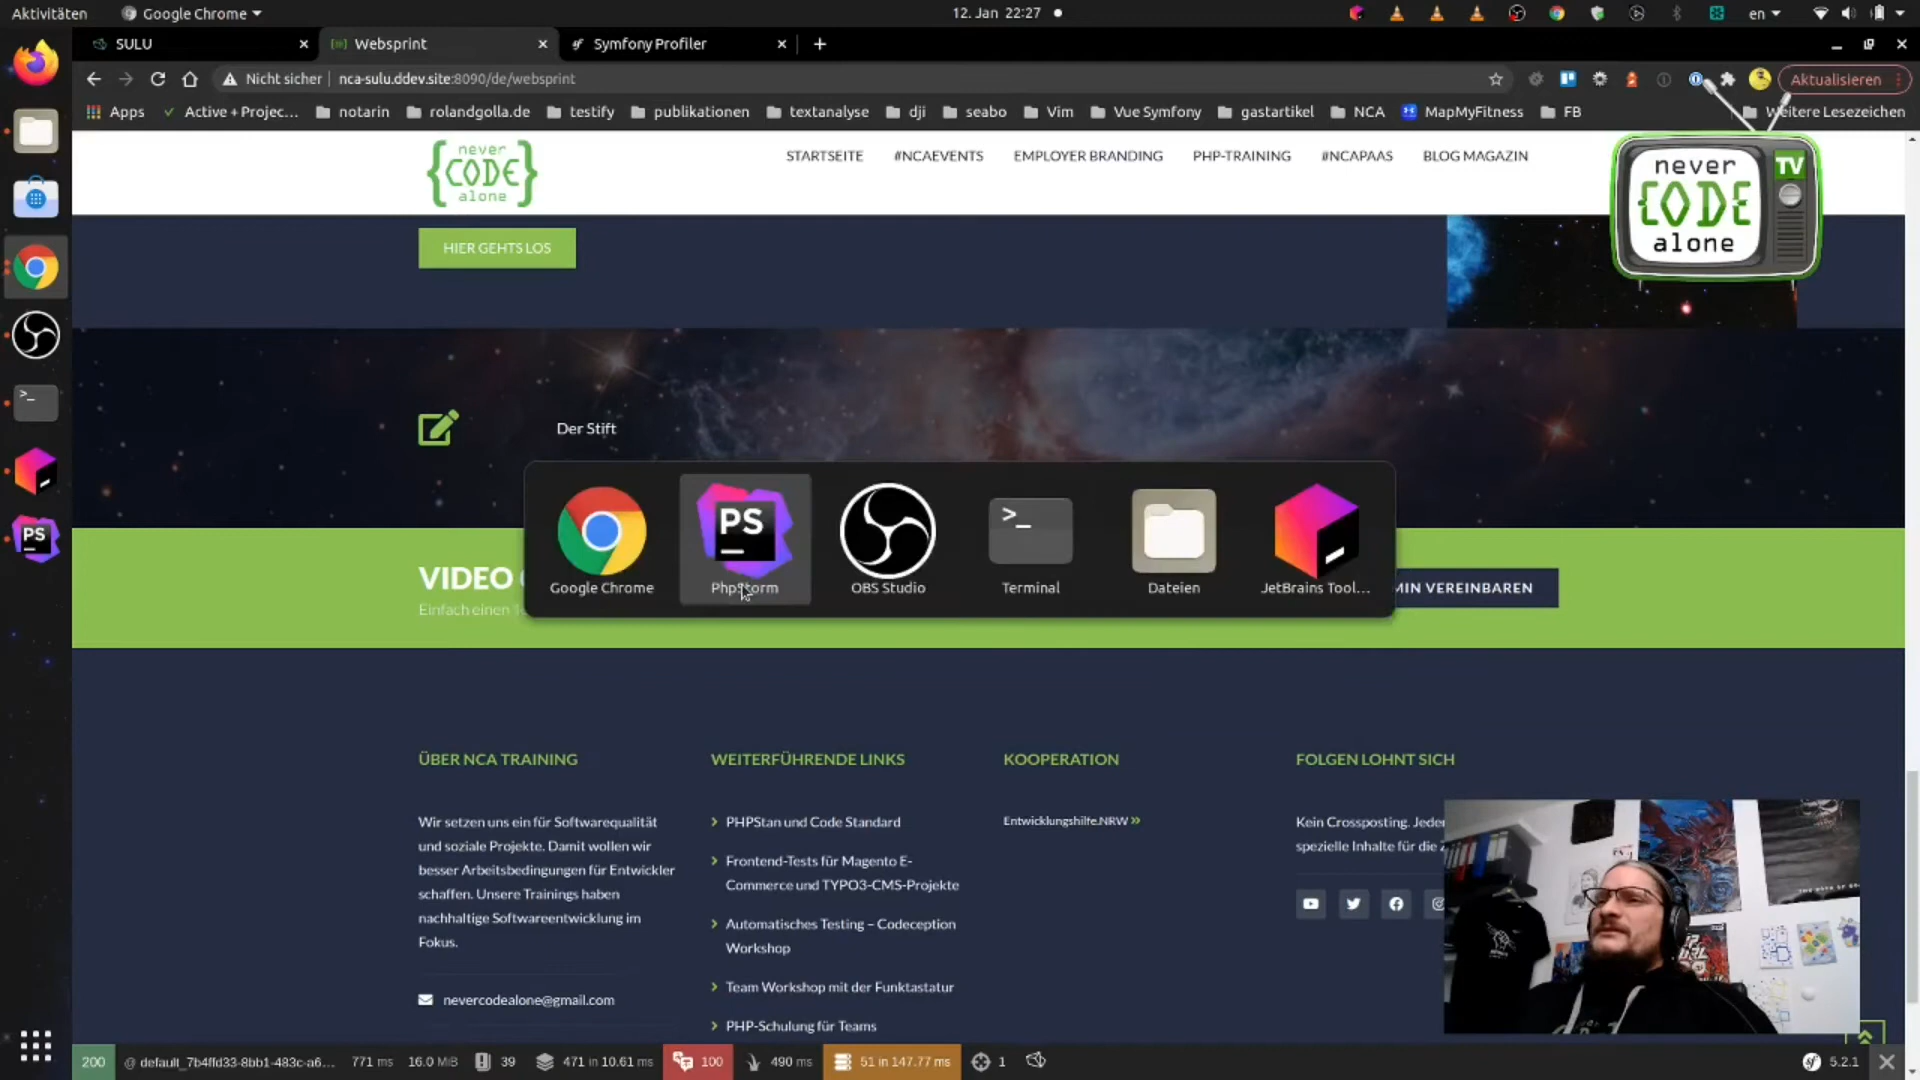 Aktivitäten
Google Chrome
12. Jan 22:27
en
SULU
Websprint
Symfony Profiler
Nicht sicher
nca-sulu.ddev.site:8090/de/websprint
Aktualisieren
Apps
Active + Projec...
notarin
rolandgolla.de
testify
publikationen
textanalyse
dji
seabo
Vim
Vue Symfony
gastartikel
NCA
MapMyFitness
FB
Weitere Lesezeichen
never
CODE
alone
STARTSEITE
#NCAEVENTS
EMPLOYER BRANDING
PHP-TRAINING
#NCAPAAS
BLOG MAGAZIN
never
CODE
alone
TV
HIER GEHTS LOS
Der Stift
PS
PS
>_
>_
Google Chrome
PhpStorm
OBS Studio
Terminal
Dateien
JetBrains Tool...
VIDEO
Einfach einen
MIN VEREINBAREN
ÜBER NCA TRAINING
Wir setzen uns ein für Softwarequalität
und soziale Projekte. Damit wollen wir
besser Arbeitsbedingungen für Entwickler
schaffen. Unsere Trainings haben
nachhaltige Softwareentwicklung im
Fokus.
nevercodealone@gmail.com
WEITERFÜHRENDE LINKS
PHPStan und Code Standard
Frontend-Tests für Magento E-
Commerce und TYPO3-CMS-Projekte
Automatisches Testing – Codeception
Workshop
Team Workshop mit der Funktastatur
PHP-Schulung für Teams
KOOPERATION
Entwicklungshilfe.NRW
FOLGEN LOHNT SICH
Kein Crossposting. Jeder
spezielle Inhalte für die Z
200
@ default_7b4ffd33-8bb1-483c-a6...
771 ms
16.0 MiB
39
471 in 10.61 ms
100
490 ms
51 in 147.77 ms
1
5.2.1